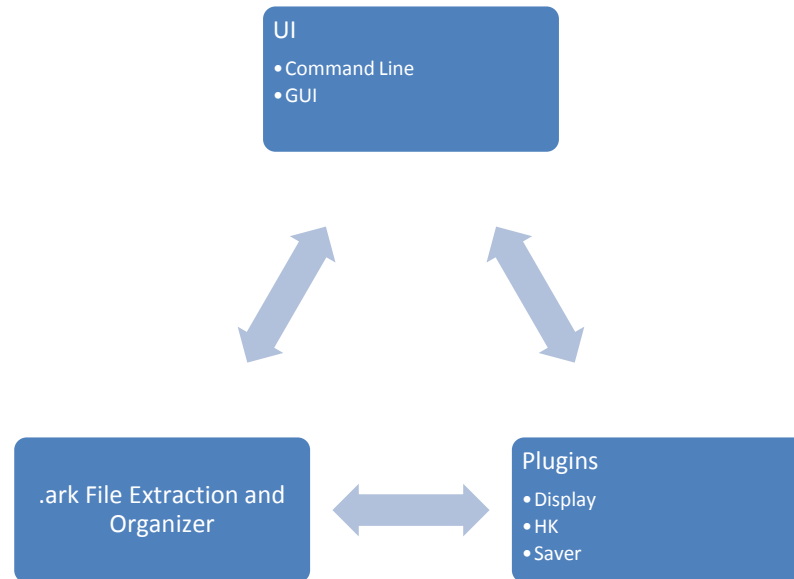 UI
•Command Line
•GUI
.ark File Extraction and
Organizer
Plugins
•Display
•HK
•Saver